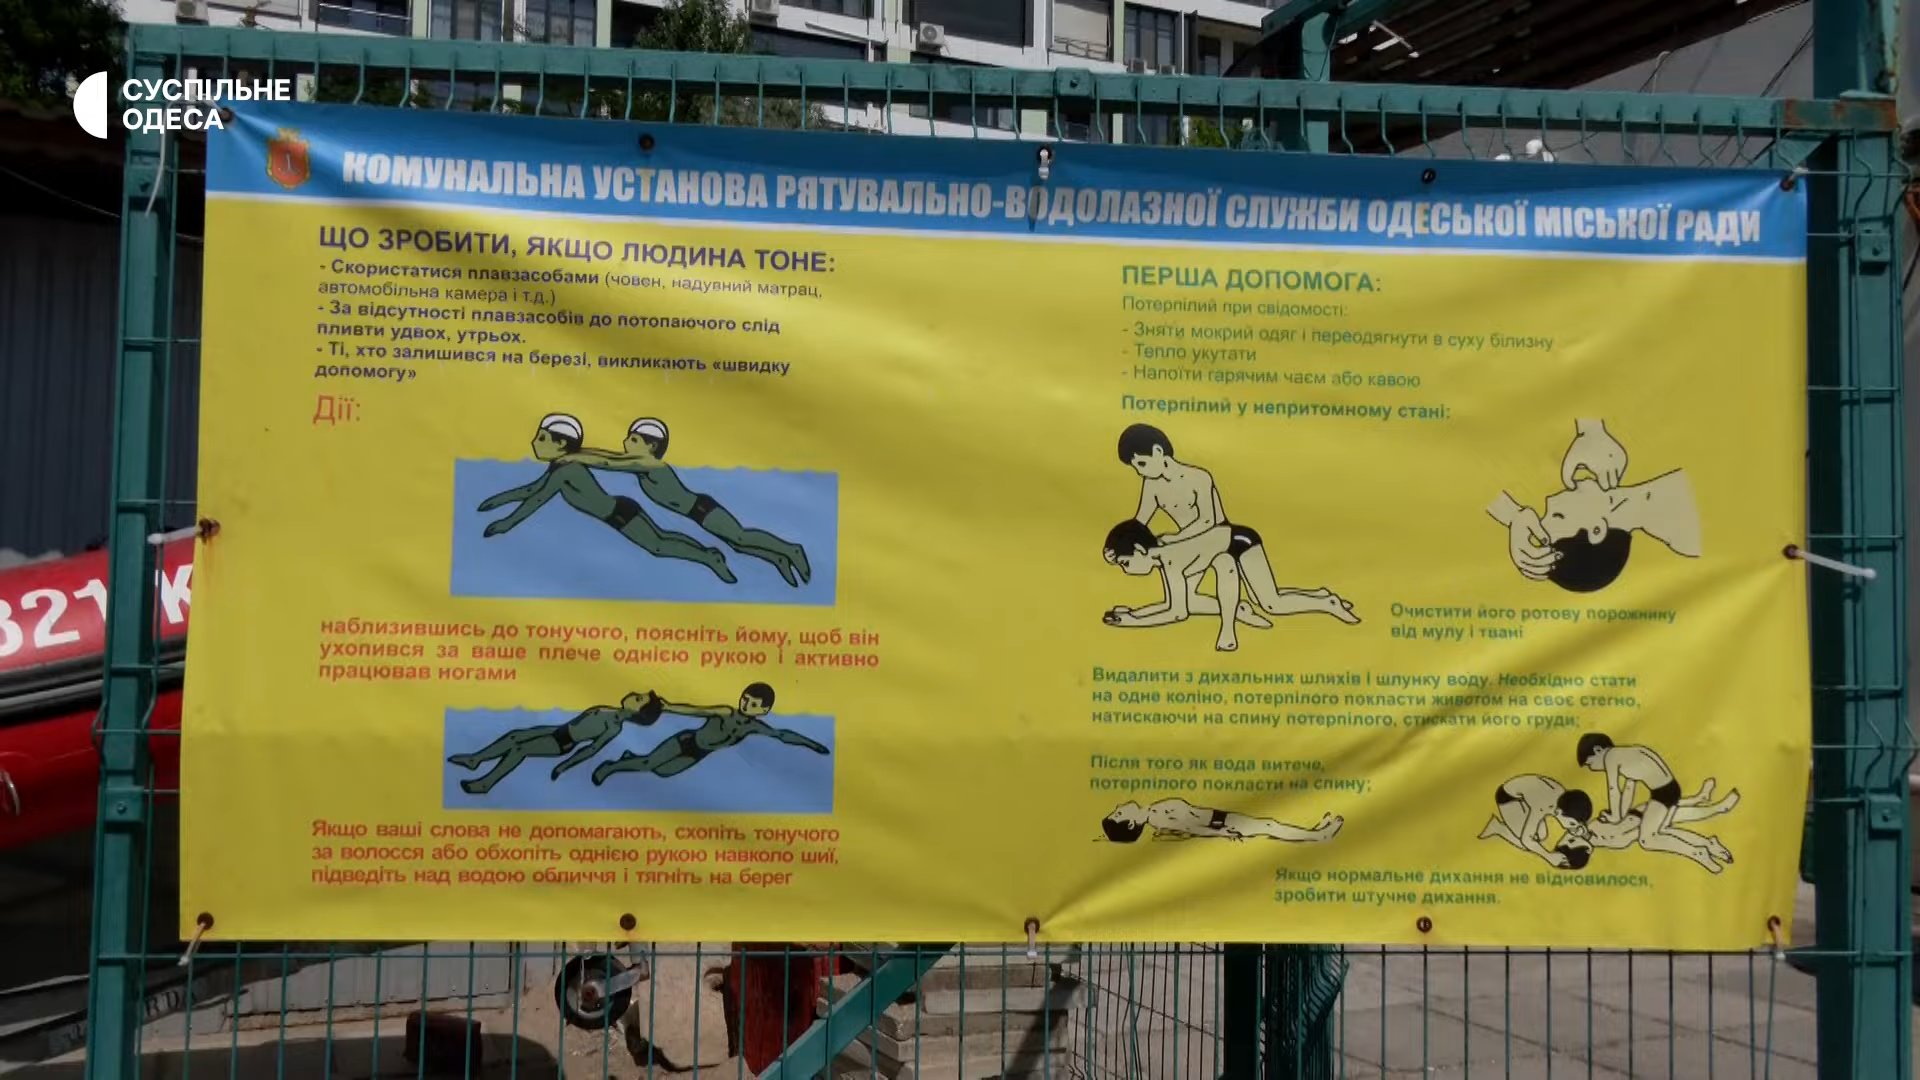 СУСПІЛЬНЕ
ОДЕСА
КОМУНАЛЬНА УСТАНОВА РЯТУВАЛЬНО-ВОДОЛАЗНОЇ СЛУЖБИ ОДЕСЬКОЇ МІСЬКОЇ РАДИ
ЩО ЗРОБИТИ, ЯКЩО ЛЮДИНА ТОНЕ:
- Скористатися плавзасобами (човен, надувний матрац,
автомобільна камера і т.д.)
- За відсутності плавзасобів до потопаючого слід
пливти удвох, утрьох.
- Ті, хто залишився на березі, викликають «швидку
допомогу»
Дії:
наблизившись до тонучого, поясніть йому, щоб він
ухопився за ваше плече однією рукою і активно
працював ногами
Якщо ваші слова не допомагають, схопіть тонучого
за волосся або обхопіть однією рукою навколо шиї,
підведіть над водою обличчя і тягніть на берег
ПЕРША ДОПОМОГА:
Потерпілий при свідомості:
- Зняти мокрий одяг і переодягнути в суху білизну
- Тепло укутати
- Напоїти гарячим чаєм або кавою
Потерпілий у непритомному стані:
Очистити його ротову порожнину
від мулу і твані
Видалити з дихальних шляхів і шлунку воду. Необхідно стати
на одне коліно, потерпілого покласти животом на своє стегно,
натискаючи на спину потерпілого, стискати його груди;
Після того як вода витече,
потерпілого покласти на спину;
Якщо нормальне дихання не відновилося,
зробити штучне дихання.
821